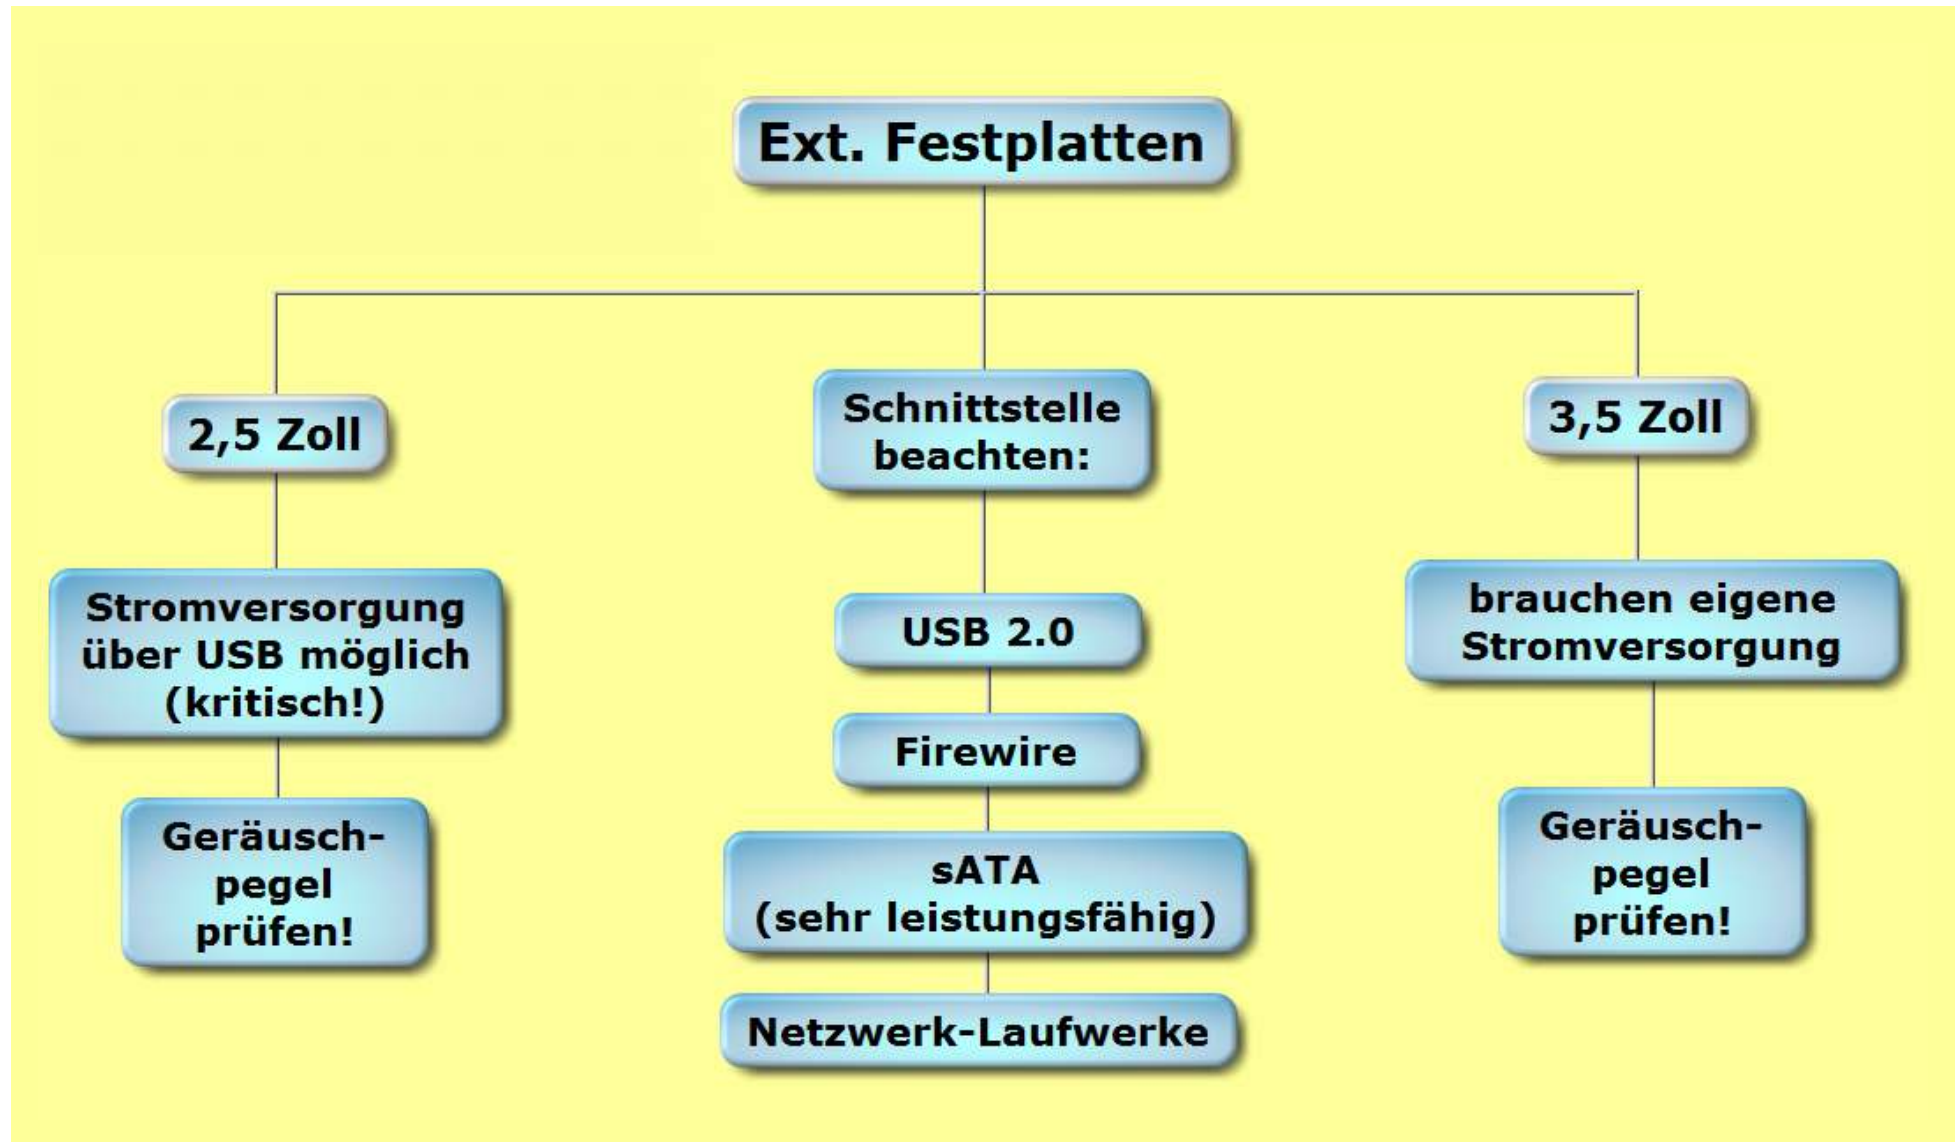 Ext. Festplatten
2,5 Zoll
Stromversorgung
über USB möglich
(kritisch!)
Geräusch-
pegel
prüfen!
Schnittstelle
beachten:
USB 2.0
Firewire
sATA
(sehr leistungsfähig)
Netzwerk-Laufwerke
3,5 Zoll
brauchen eigene
Stromversorgung
Geräusch-
pegel
prüfen!